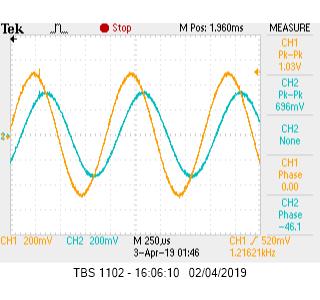 Tek Stop M Pos: 1.960ms MEASURE
CH1
Pk-Pk
1.03V
CH2
Pk-Pk
696mV
CH2
None
CH1
Phase
0.00
CH2
Phase
-46.1
2
CH1 200mV CH2 200mV M 250µs CH1 / 520mV
3-Apr-19 01:46 1.21621kHz
TBS 1102 - 16:06:10 02/04/2019